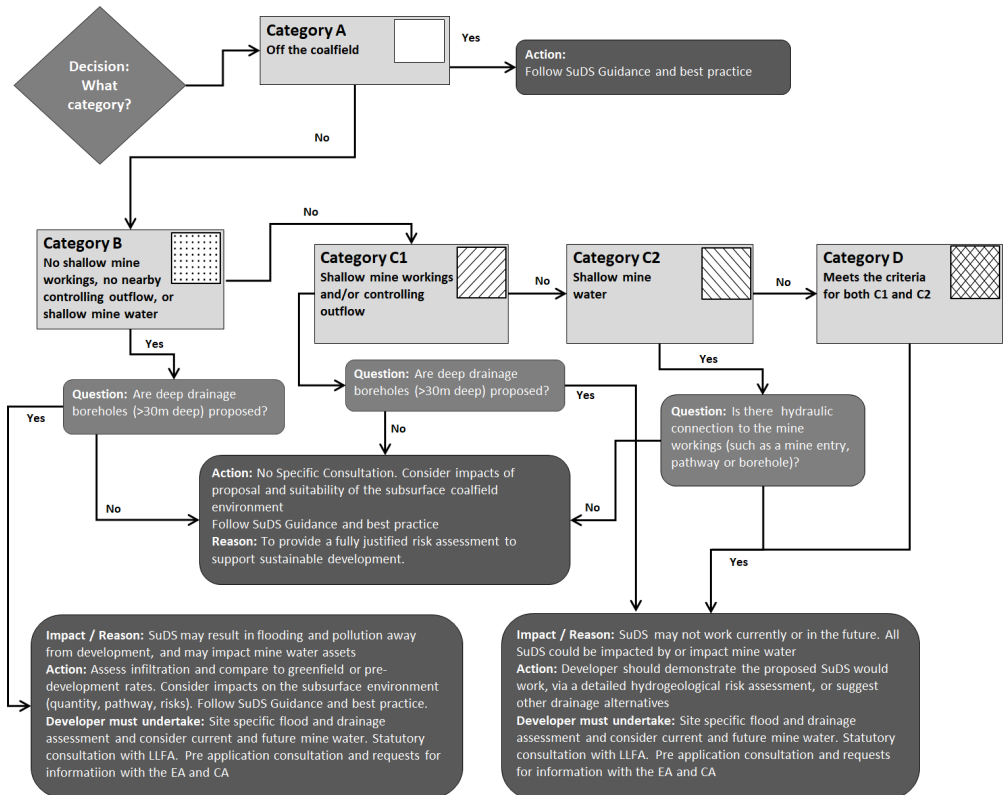 Decision:
What
category?
Category A
Off the coalfield
Yes
Action:
Follow SuDS Guidance and best practice
No
Category B
No shallow mine
workings, no nearby
controlling outflow, or
shallow mine water
No
Category C1
Shallow mine workings
and/or controlling
outflow
No
Category C2
Shallow mine
water
No
Category D
Meets the criteria
for both C1 and C2
Yes
Question: Are deep drainage
boreholes (>30m deep) proposed?
Yes
No
Question: Are deep drainage
boreholes (>30m deep) proposed?
Yes
No
Yes
Question: Is there hydraulic
connection to the mine
workings (such as a mine entry,
pathway or borehole)?
No
Yes
Action: No Specific Consultation. Consider impacts of
proposal and suitability of the subsurface coalfield
environment
Follow SuDS Guidance and best practice
Reason: To provide a fully justified risk assessment to
support sustainable development.
Impact / Reason: SuDS may result in flooding and pollution away
from development, and may impact mine water assets
Action: Assess infiltration and compare to greenfield or pre-
development rates. Consider impacts on the subsurface environment
(quantity, pathway, risks). Follow SuDS Guidance and best practice.
Developer must undertake: Site specific flood and drainage
assessment and consider current and future mine water. Statutory
consultation with LLFA. Pre application consultation and requests for
informatiion with the EA and CA
Impact / Reason: SuDS may not work currently or in the future. All
SuDS could be impacted by or impact mine water
Action: Developer should demonstrate the proposed SuDS would
work, via a detailed hydrogeological risk assessment, or suggest
other drainage alternatives
Developer must undertake: Site specific flood and drainage
assessment and consider current and future mine water. Statutory
consultation with LLFA. Pre application consultation and requests
for information with the EA and CA